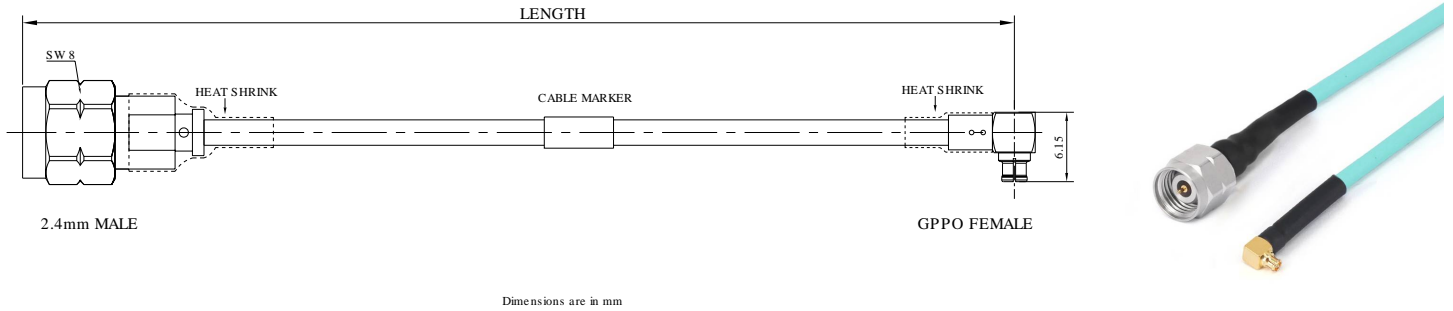 LENGTH
SW 8
HEAT SHRINK
CABLE MARKER
HEAT SHRINK
6.15
2.4mm MALE
GPPO FEMALE
Dimensions are in mm